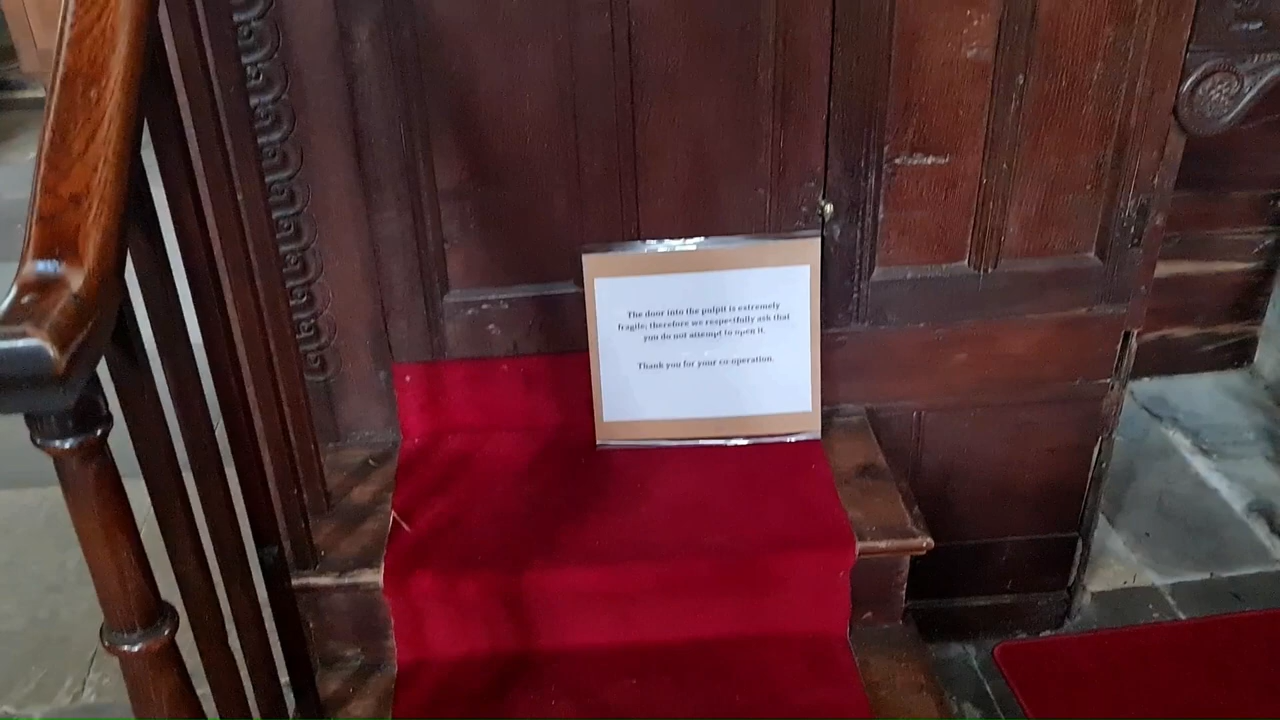 The door into the pulpit is extremely
fragile; therefore we respectfully ask that
you do not attempt to open it.
Thank you for your co-operation.